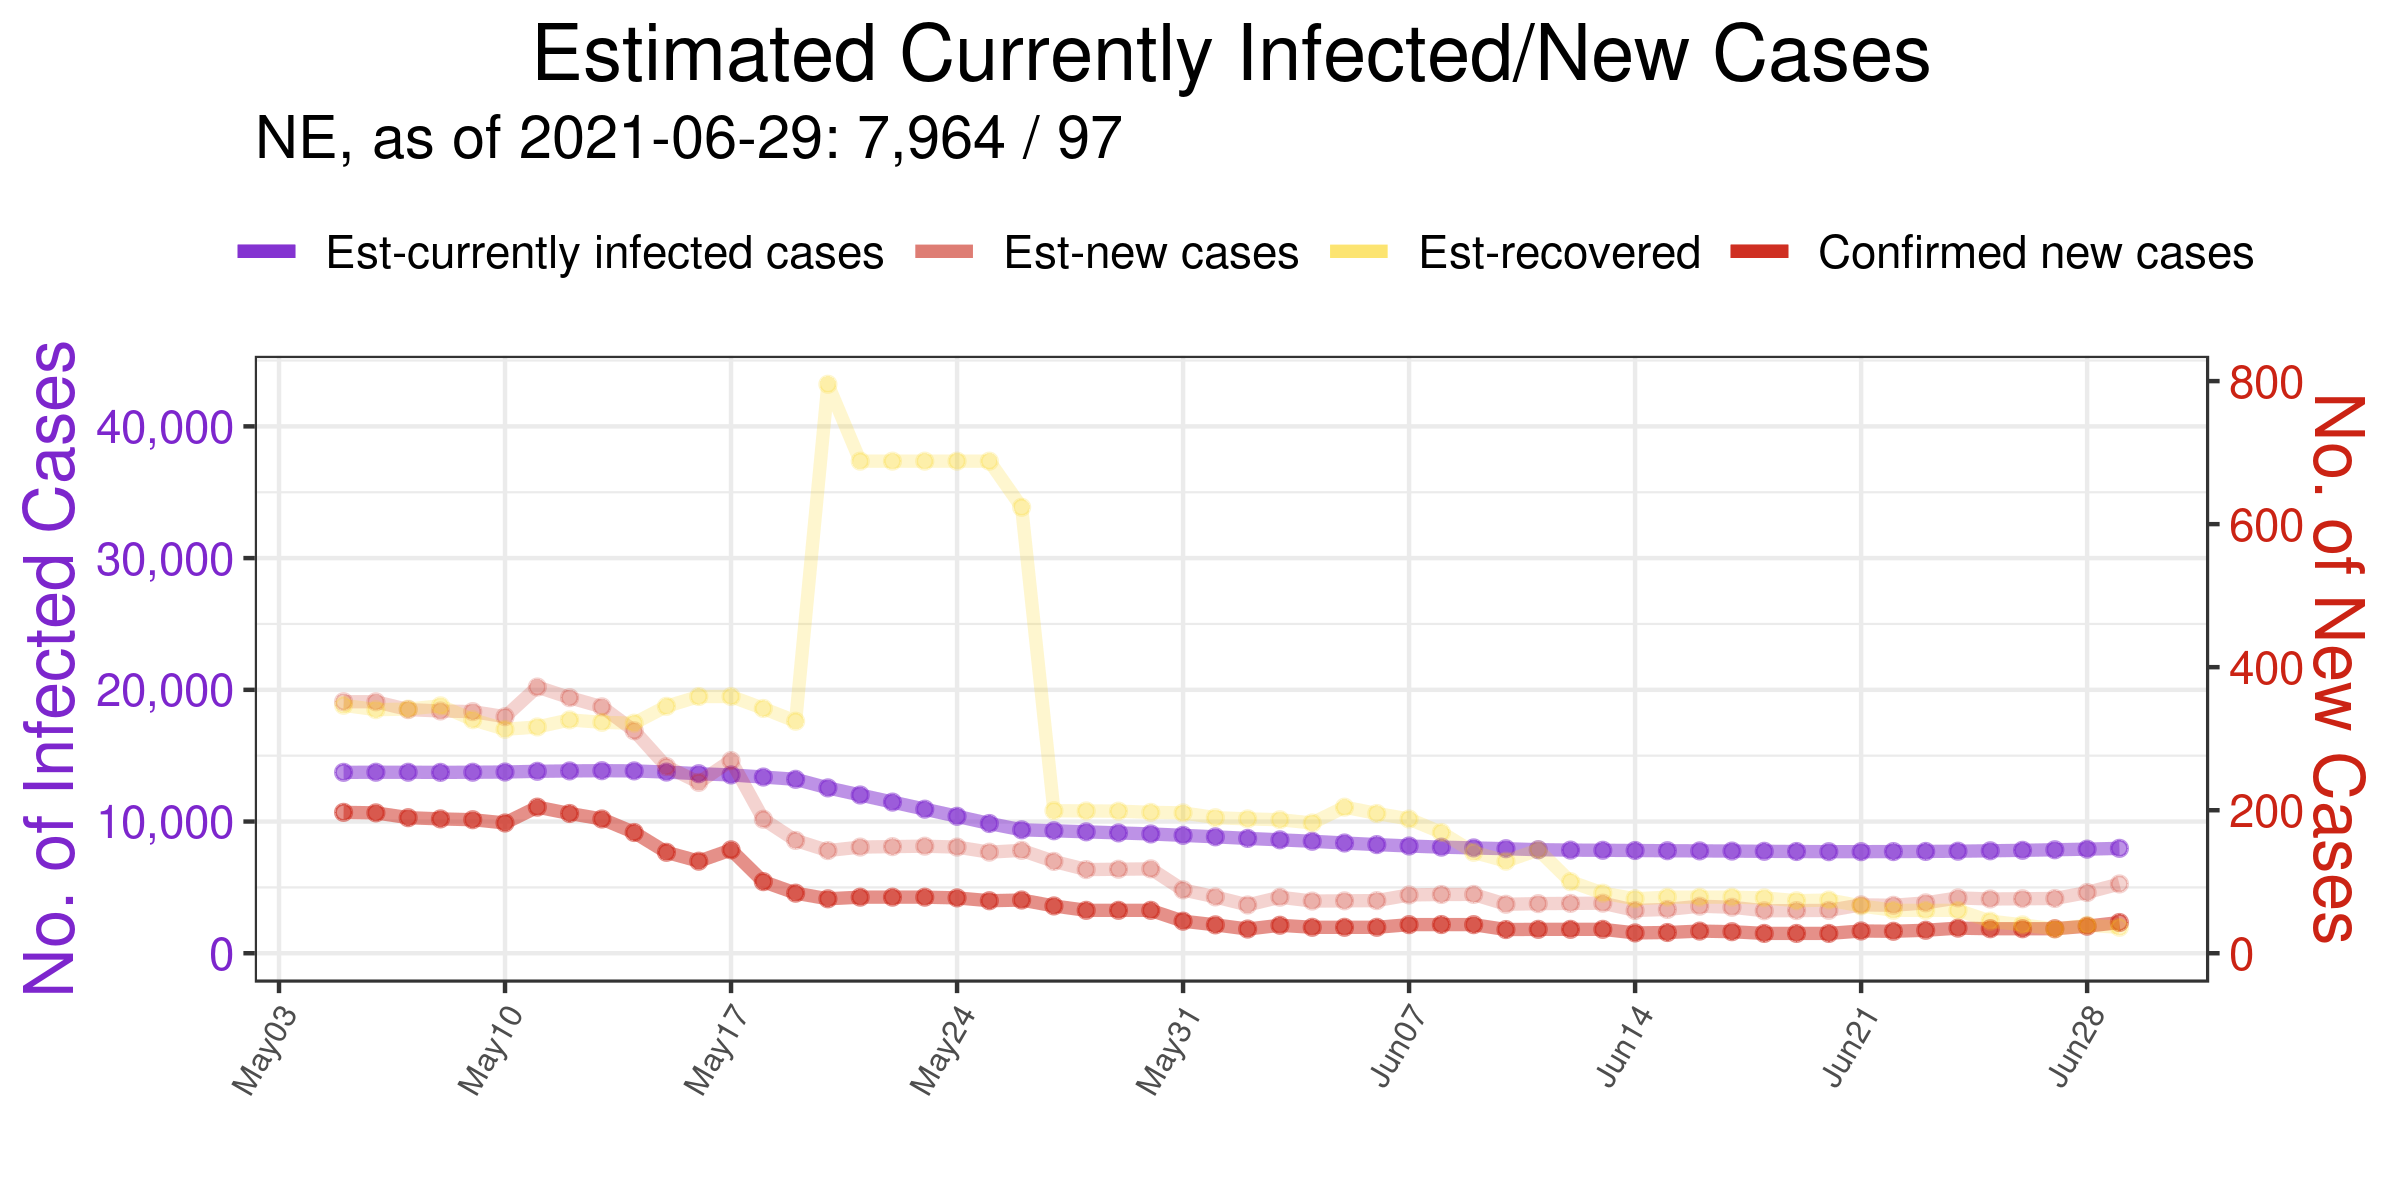 Estimated Currently Infected/New Cases
NE, as of 2021-06-29: 7,964 / 97
Est-currently infected cases Est-new cases Est-recovered Confirmed new cases
No. of Infected Cases
40,000
30,000
20,000
10,000
0
800
600
400
200
0
No. of New Cases
May03 May10 May17 May24 May31 Jun07 Jun14 Jun21 Jun28